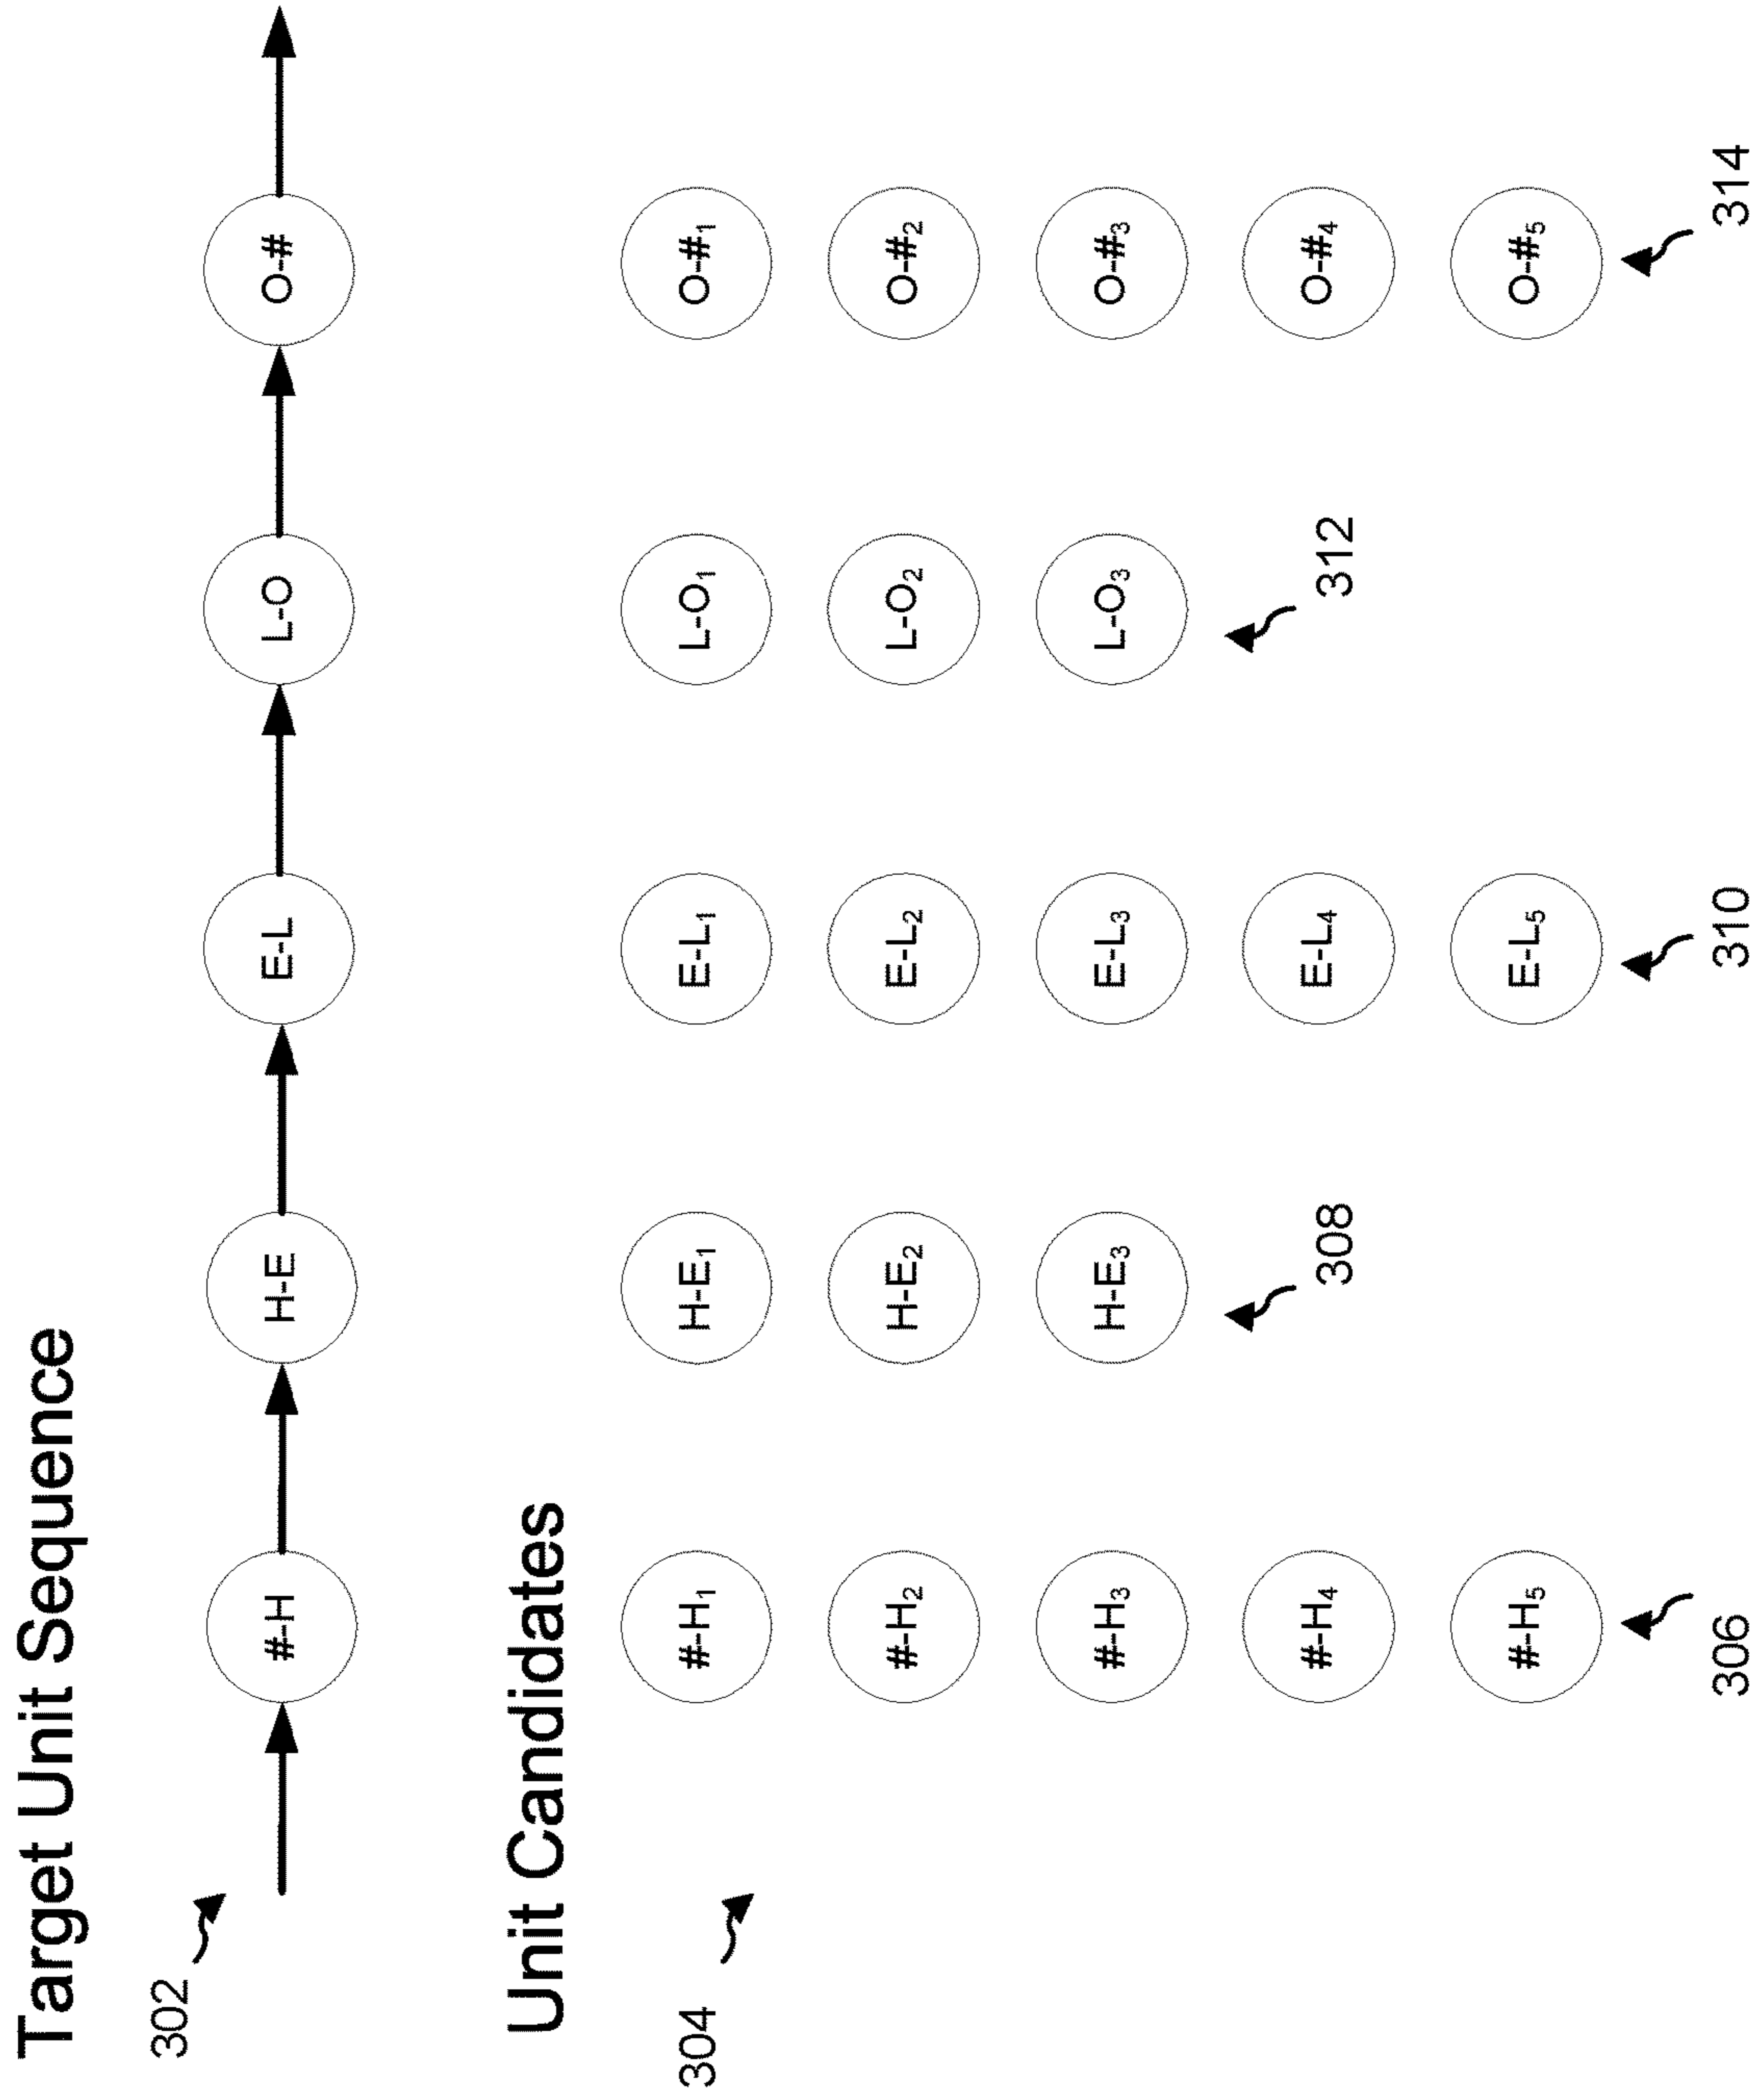 Target Unit Sequence
302
#-H H-E E-L L-O O-#
Unit Candidates
304
#-H₁ H-E₁ E-L₁ L-O₁ O-#₁
#-H₂ H-E₂ E-L₂ L-O₂ O-#₂
#-H₃ H-E₃ E-L₃ L-O₃ O-#₃
#-H₄ E-L₄ O-#₄
308 312
#-H₅ E-L₅ O-#₅
306 310 314